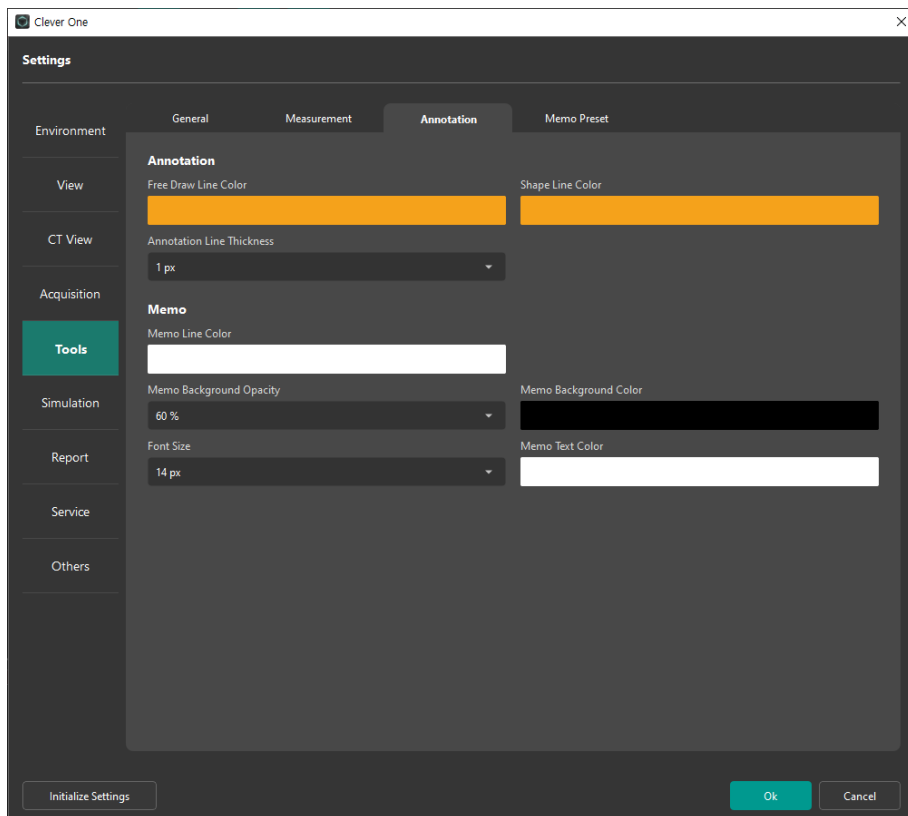 Clever One
Settings
Environment
View
CT View
Acquisition
Tools
Simulation
Report
Service
Others
General Measurement Annotation Memo Preset
Annotation
Free Draw Line Color Shape Line Color
Annotation Line Thickness
1 px
Memo
Memo Line Color
Memo Background Opacity Memo Background Color
60 %
Font Size Memo Text Color
14 px
Initialize Settings Ok Cancel